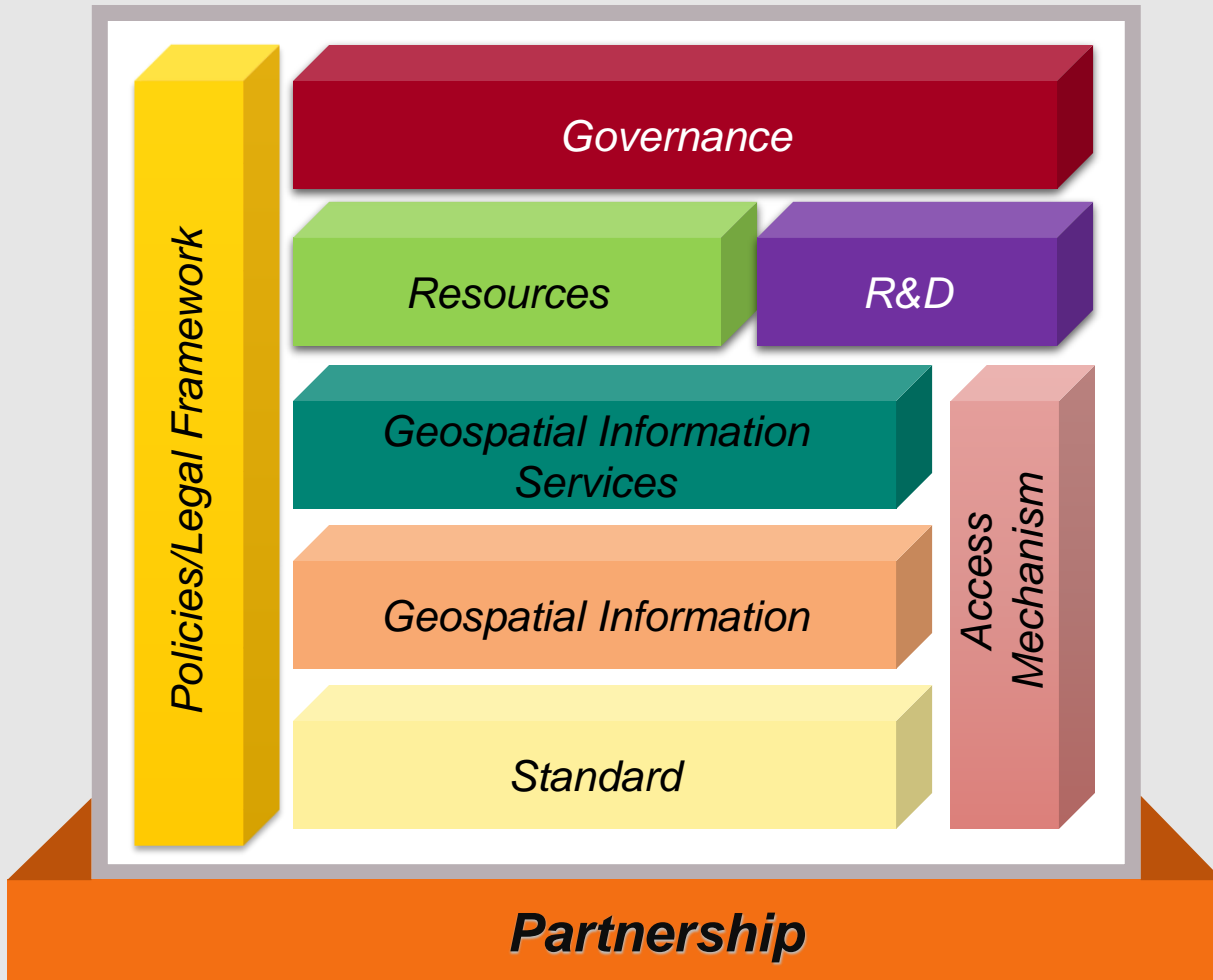 Governance
Policies/Legal Framework
Resources
R&D
Geospatial Information
Services
Access
Mechanism
Geospatial Information
Standard
Partnership